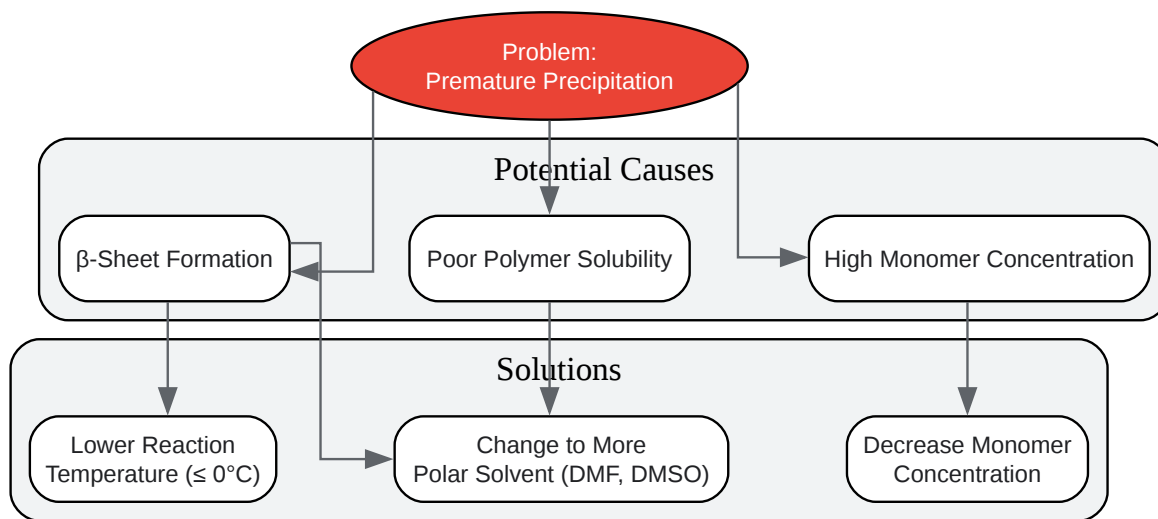 Problem:
Premature Precipitation
Potential Causes
β-Sheet Formation
Poor Polymer Solubility
High Monomer Concentration
Solutions
Lower Reaction
Temperature (≤ 0°C)
Change to More
Polar Solvent (DMF, DMSO)
Decrease Monomer
Concentration